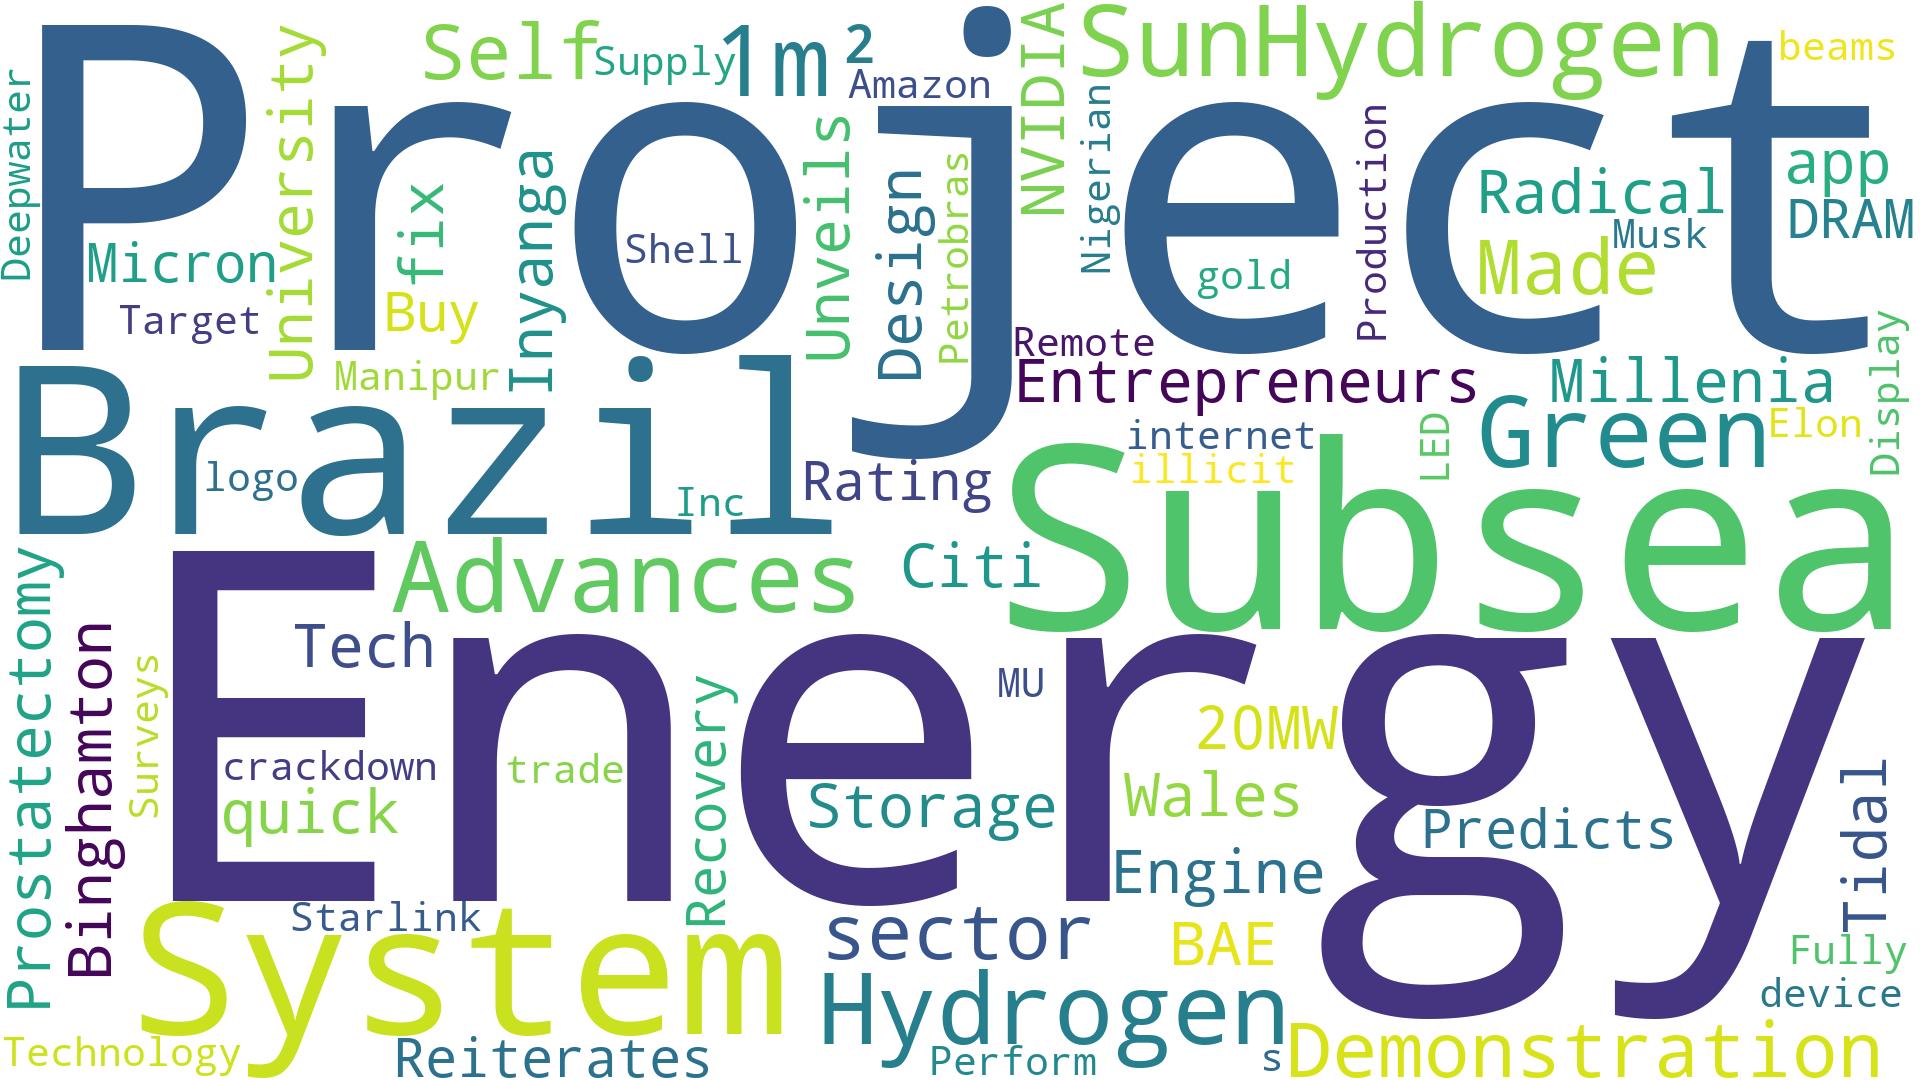 Project
Energy
Brazil
Subsea
System
SunHydrogen
Self
Supply
1m²
Amazon
NVIDIA
beams
Deepwater
University
fix
Inyanga
Unveils
Design
Petrobras
Nigerian
Production
Radical
app
DRAM
Musk
Made
Micron
Shell
gold
Target
Buy
Manipur
Remote
Entrepreneurs
Millenia
Display
Green
Elon
LED
internet
illicit
logo
Inc
Rating
Advances
Citi
Prostatectomy
Binghamton
Tech
Surveys
Recovery
MU
20MW
crackdown
trade
quick
Storage
Wales
Predicts
Tidal
Engine
Starlink
sector
BAE
Fully
device
Hydrogen
Demonstration
Technology
Reiterates
Perform
s